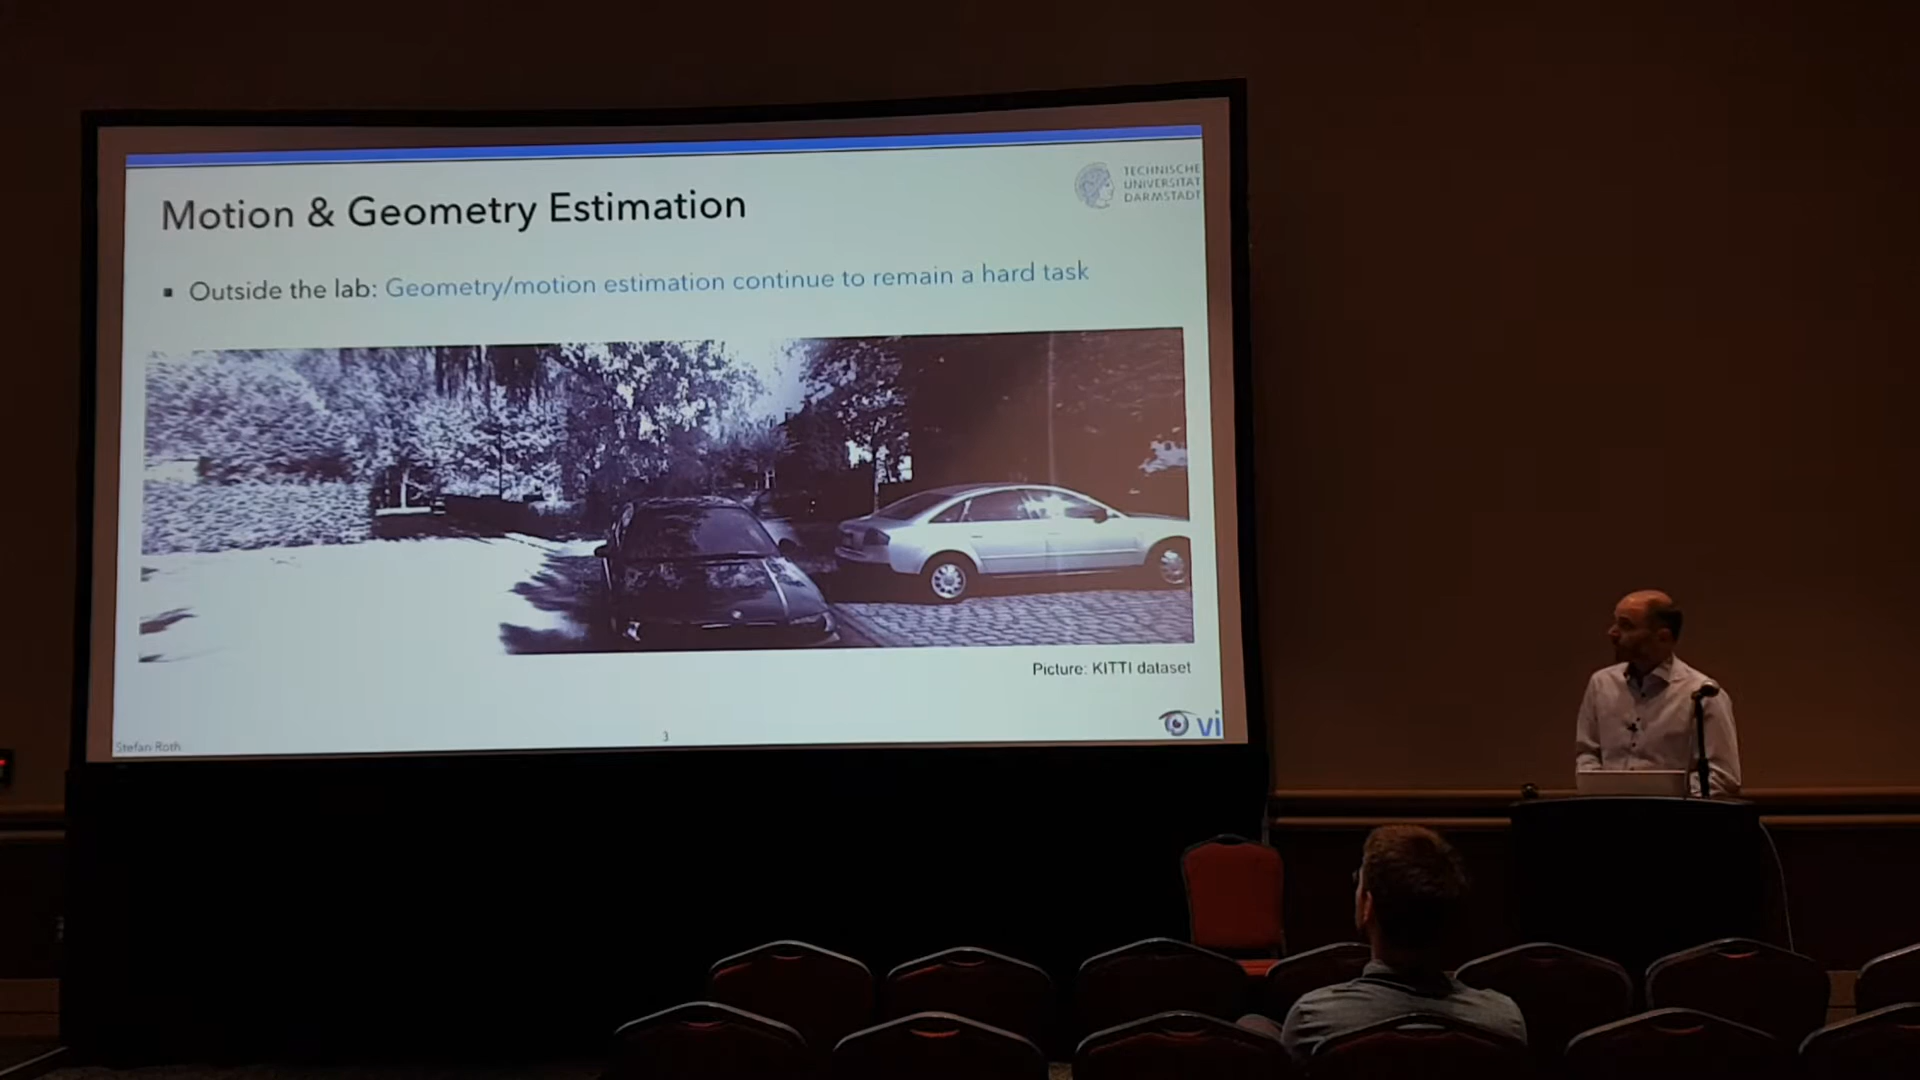 Motion & Geometry Estimation
TECHNISCHE
UNIVERSITÄT
DARMSTADT
▪ Outside the lab: Geometry/motion estimation continue to remain a hard task
Picture: KITTI dataset
Stefan Roth
3
vi